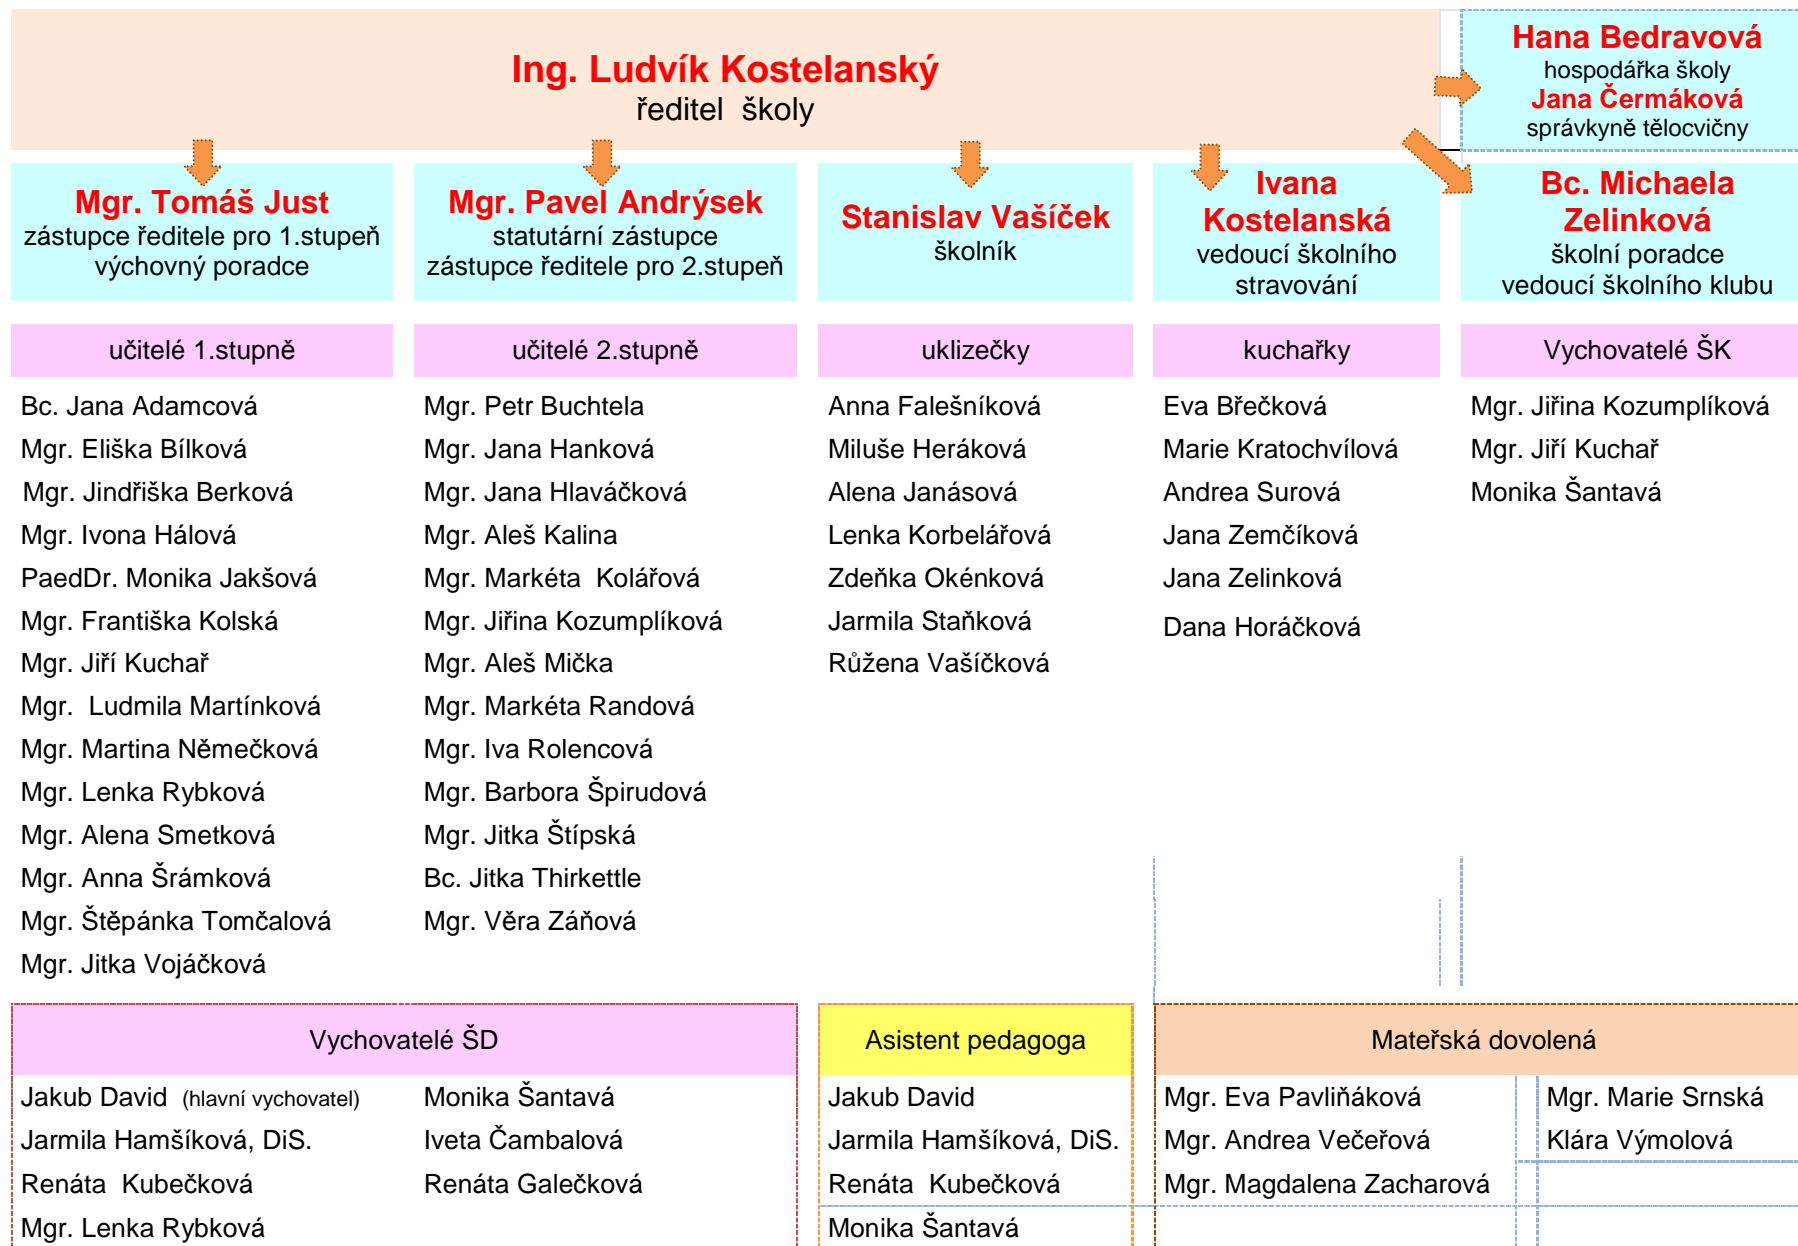 Ing. Ludvík Kostelanský
ředitel  školy
Hana Bedravová
hospodářka školy
Jana Čermáková
správkyně tělocvičny
Mgr. Tomáš Just
zástupce ředitele pro 1.stupeň
výchovný poradce
Mgr. Pavel Andrýsek
statutární zástupce
zástupce ředitele pro 2.stupeň
Stanislav Vašíček
školník
Ivana
Kostelanská
vedoucí školního
stravování
Bc. Michaela
Zelinková
školní poradce
vedoucí školního klubu
učitelé 1.stupně
Bc. Jana Adamcová
Mgr. Eliška Bílková
Mgr. Jindřiška Berková
Mgr. Ivona Hálová
PaedDr. Monika Jakšová
Mgr. Františka Kolská
Mgr. Jiří Kuchař
Mgr.  Ludmila Martínková
Mgr. Martina Němečková
Mgr. Lenka Rybková
Mgr. Alena Smetková
Mgr. Anna Šrámková
Mgr. Štěpánka Tomčalová
Mgr. Jitka Vojáčková
učitelé 2.stupně
Mgr. Petr Buchtela
Mgr. Jana Hanková
Mgr. Jana Hlaváčková
Mgr. Aleš Kalina
Mgr. Markéta  Kolářová
Mgr. Jiřina Kozumplíková
Mgr. Aleš Mička
Mgr. Markéta Randová
Mgr. Iva Rolencová
Mgr. Barbora Špirudová
Mgr. Jitka Štípská
Bc. Jitka Thirkettle
Mgr. Věra Záňová
uklizečky
Anna Falešníková
Miluše Heráková
Alena Janásová
Lenka Korbelářová
Zdeňka Okénková
Jarmila Staňková
Růžena Vašíčková
kuchařky
Eva Břečková
Marie Kratochvílová
Andrea Surová
Jana Zemčíková
Jana Zelinková
Dana Horáčková
Vychovatelé ŠK
Mgr. Jiřina Kozumplíková
Mgr. Jiří Kuchař
Monika Šantavá
Vychovatelé ŠD
Jakub David  (hlavní vychovatel)
Jarmila Hamšíková, DiS.
Renáta  Kubečková
Mgr. Lenka Rybková
Monika Šantavá
Iveta Čambalová
Renáta Galečková
Asistent pedagoga
Jakub David
Jarmila Hamšíková, DiS.
Renáta  Kubečková
Monika Šantavá
Mateřská dovolená
Mgr. Eva Pavliňáková
Mgr. Andrea Večeřová
Mgr. Magdalena Zacharová
Mgr. Marie Srnská
Klára Výmolová